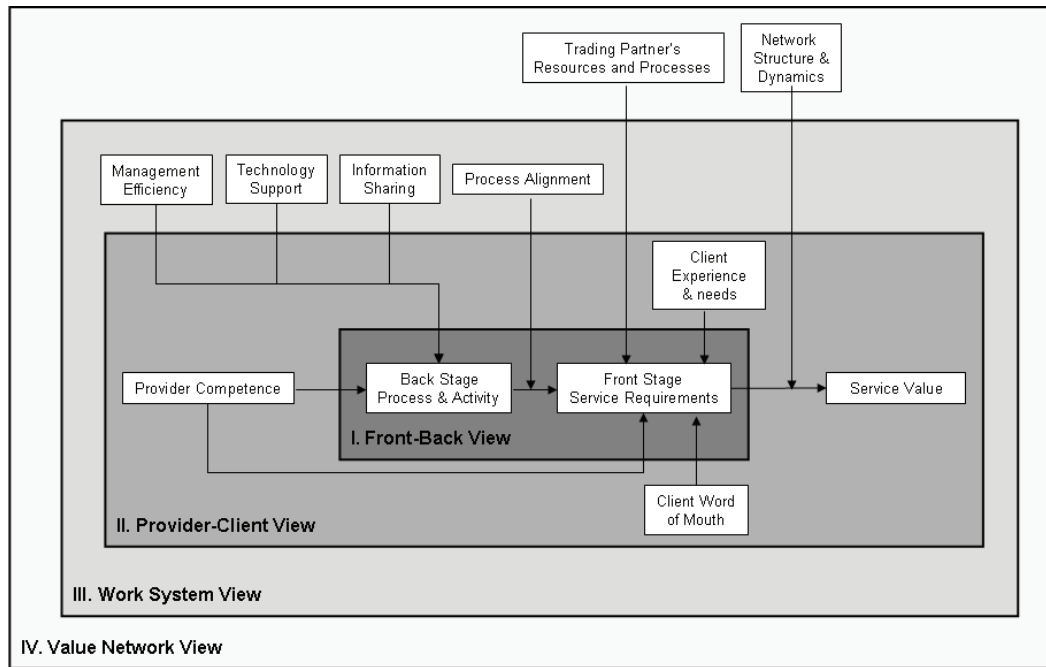 Trading Partner's
Resources and Processes
Network
Structure &
Dynamics
Management
Efficiency
Technology
Support
Information
Sharing
Process Alignment
Client
Experience
& needs
Provider Competence
Back Stage
Process & Activity
Front Stage
Service Requirements
Service Value
I. Front-Back View
Client Word
of Mouth
II. Provider-Client View
III. Work System View
IV. Value Network View